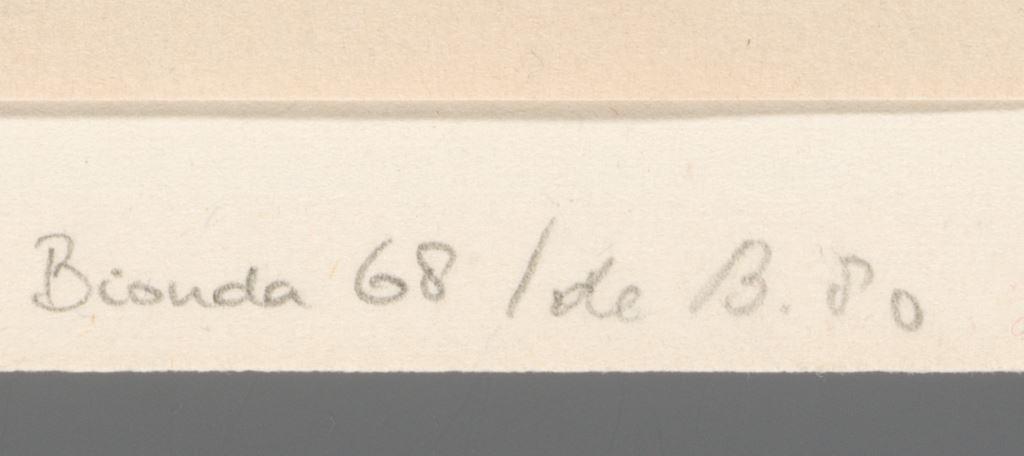 Bionda 68 / de B. 80